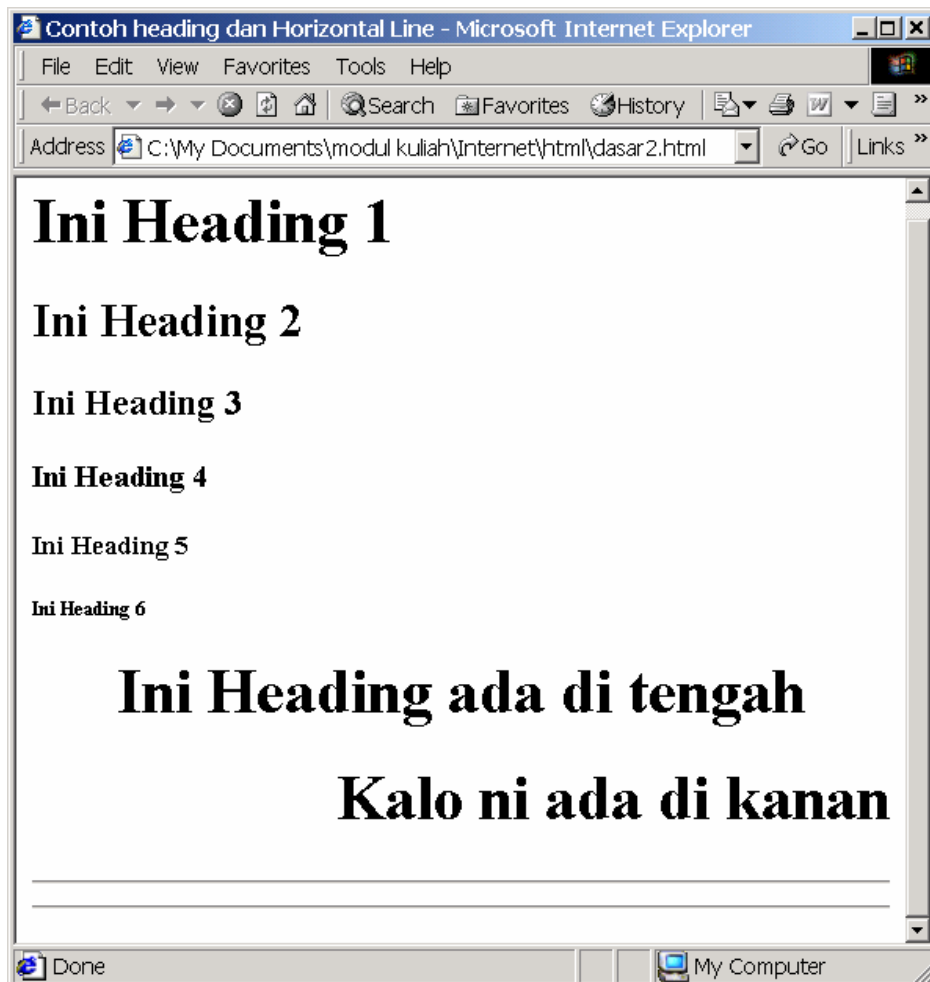 Contoh heading dan Horizontal Line - Microsoft Internet Explorer
File Edit View Favorites Tools Help
Back Search Favorites History
Address C:\My Documents\modul kuliah\Internet\html\dasar2.html Go Links »
Ini Heading 1
Ini Heading 2
Ini Heading 3
Ini Heading 4
Ini Heading 5
Ini Heading 6
Ini Heading ada di tengah
Kalo ni ada di kanan
Done My Computer